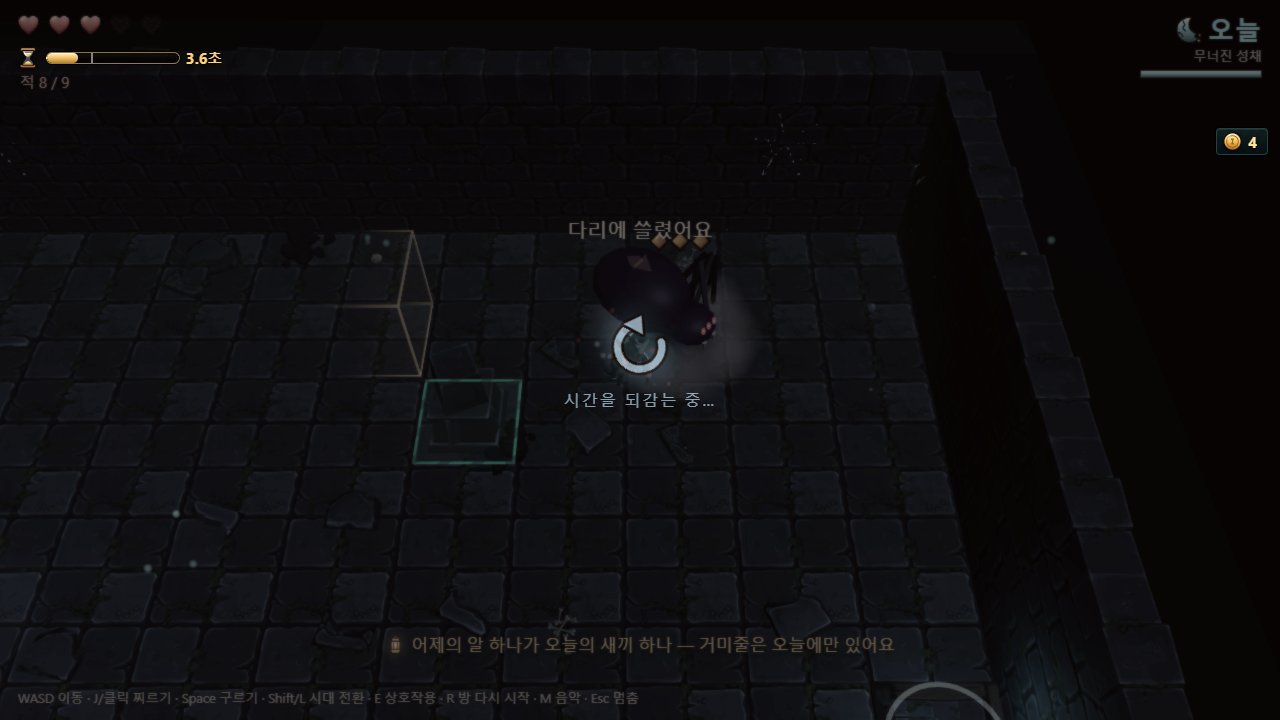 3.6초
적 8 / 9
오늘
무너진 성채
4
다리에 쓸렸어요
시간을 되감는 중...
어제의 알 하나가 오늘의 새끼 하나 — 거미줄은 오늘에만 있어요
WASD 이동 · J/클릭 찌르기 · Space 구르기 · Shift/L 시대 전환 · E 상호작용 · R 방 다시 시작 · M 음악 · Esc 멈춤